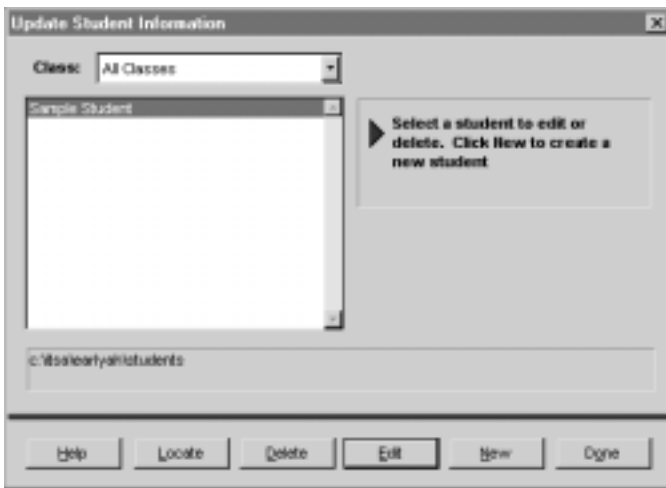 Update Student Information
Class: All Classes
Sample Student
Select a student to edit or
delete. Click New to create a
new student
Help Locate Delete Edit New Done